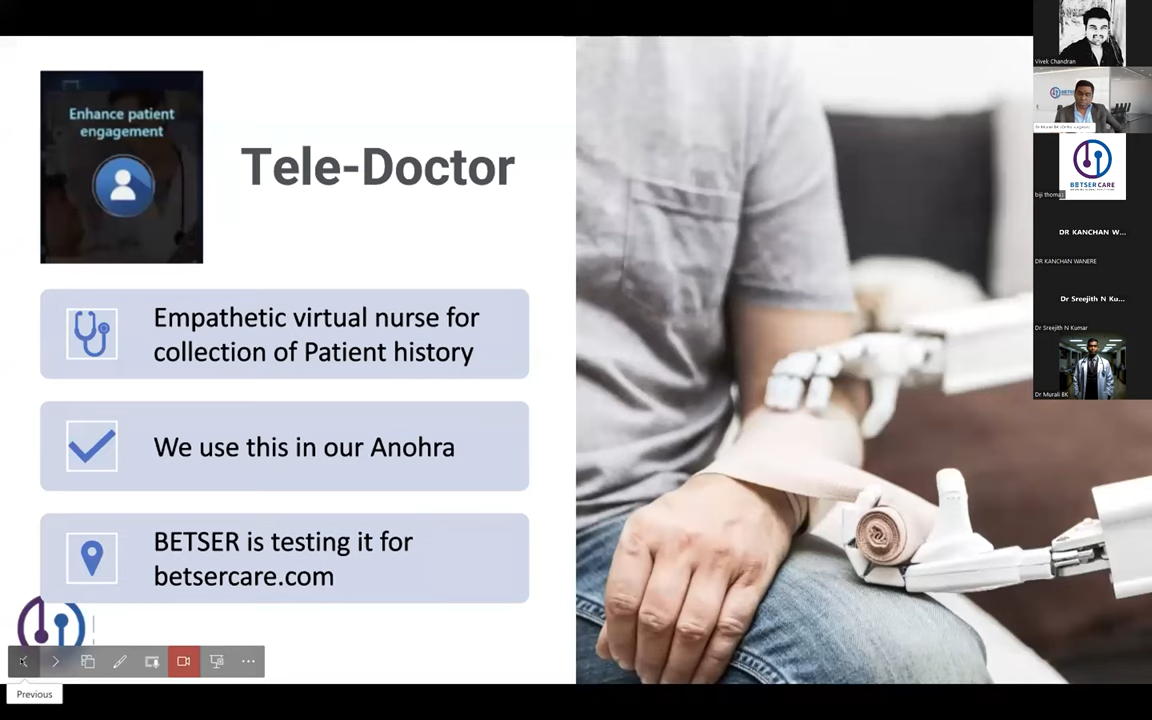 Enhance patient
engagement
Tele-Doctor
Empathetic virtual nurse for
collection of Patient history
We use this in our Anohra
BETSER is testing it for
betsercare.com
Previous
Vivek Chandran
BETSER CARE
biji thomas
DR KANCHAN W...
DR KANCHAN WANERE
Dr Sreejith N Ku...
Dr Sreejith N Kumar
Dr Murali BK